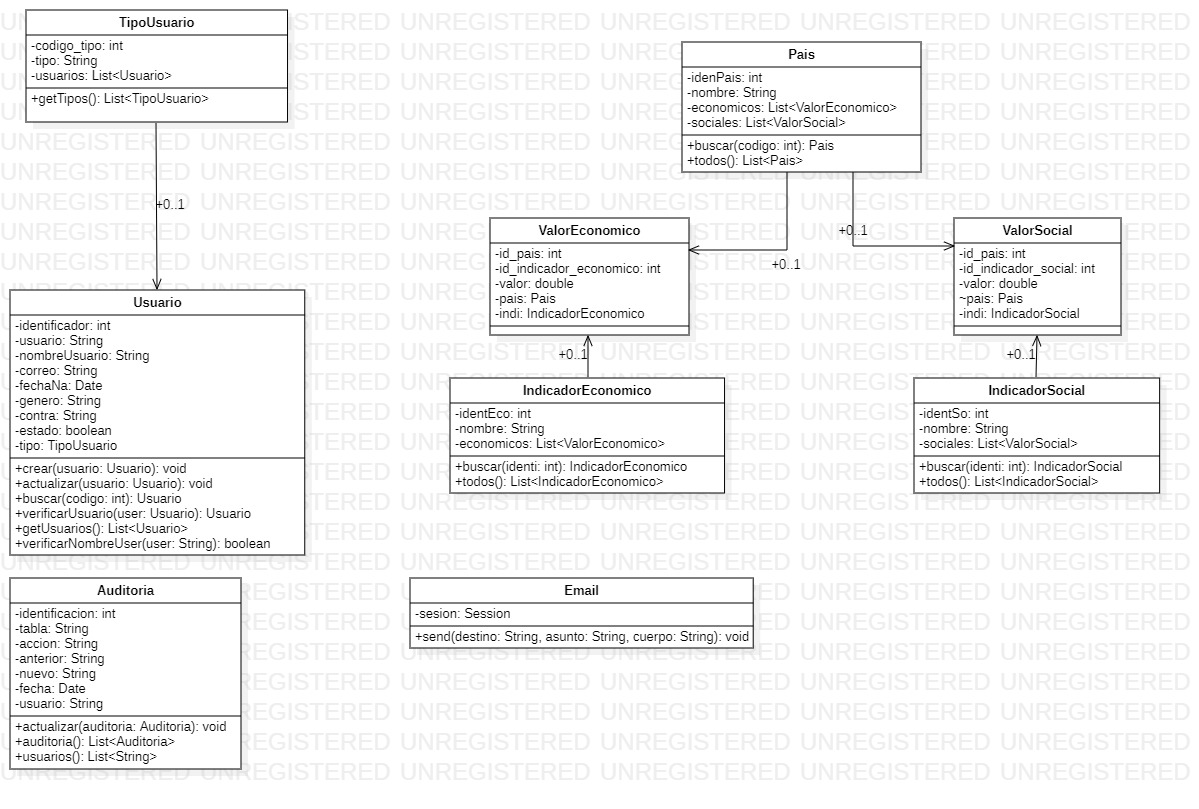 TipoUsuario
-codigo_tipo: int
-tipo: String
-usuarios: List<Usuario>
+getTipos(): List<TipoUsuario>
+0..1
Usuario
-identificador: int
-usuario: String
-nombreUsuario: String
-correo: String
-fechaNa: Date
-genero: String
-contra: String
-estado: boolean
-tipo: TipoUsuario
+crear(usuario: Usuario): void
+actualizar(usuario: Usuario): void
+buscar(codigo: int): Usuario
+verificarUsuario(user: Usuario): Usuario
+getUsuarios(): List<Usuario>
+verificarNombreUser(user: String): boolean
Pais
-idenPais: int
-nombre: String
-economicos: List<ValorEconomico>
-sociales: List<ValorSocial>
+buscar(codigo: int): Pais
+todos(): List<Pais>
+0..1
+0..1
ValorEconomico
-id_pais: int
-id_indicador_economico: int
-valor: double
-pais: Pais
-indi: IndicadorEconomico
ValorSocial
-id_pais: int
-id_indicador_social: int
-valor: double
~pais: Pais
-indi: IndicadorSocial
+0..1
+0..1
IndicadorEconomico
-identEco: int
-nombre: String
-economicos: List<ValorEconomico>
+buscar(identi: int): IndicadorEconomico
+todos(): List<IndicadorEconomico>
IndicadorSocial
-identSo: int
-nombre: String
-sociales: List<ValorSocial>
+buscar(identi: int): IndicadorSocial
+todos(): List<IndicadorSocial>
Auditoria
-identificacion: int
-tabla: String
-accion: String
-anterior: String
-nuevo: String
-fecha: Date
-usuario: String
+actualizar(auditoria: Auditoria): void
+auditoria(): List<Auditoria>
+usuarios(): List<String>
Email
-sesion: Session
+send(destino: String, asunto: String, cuerpo: String): void
UNREGISTERED